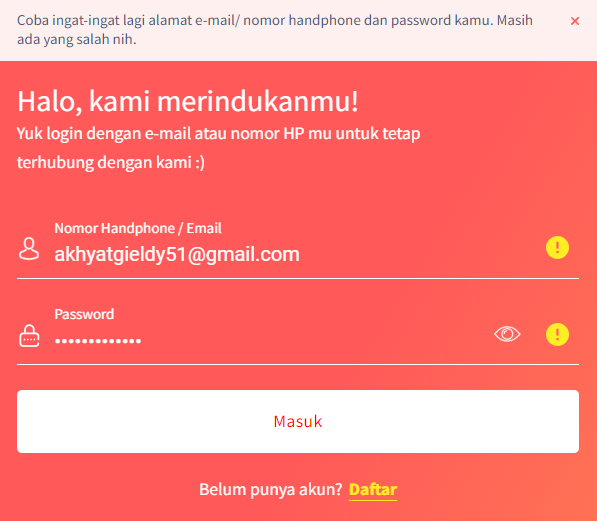 Coba ingat-ingat lagi alamat e-mail/ nomor handphone dan password kamu. Masih
ada yang salah nih.
Halo, kami merindukanmu!
Yuk login dengan e-mail atau nomor HP mu untuk tetap
terhubung dengan kami :)
Nomor Handphone / Email
akhyatgieldy51@gmail.com
Password
•••••••••••••
Masuk
Belum punya akun? Daftar